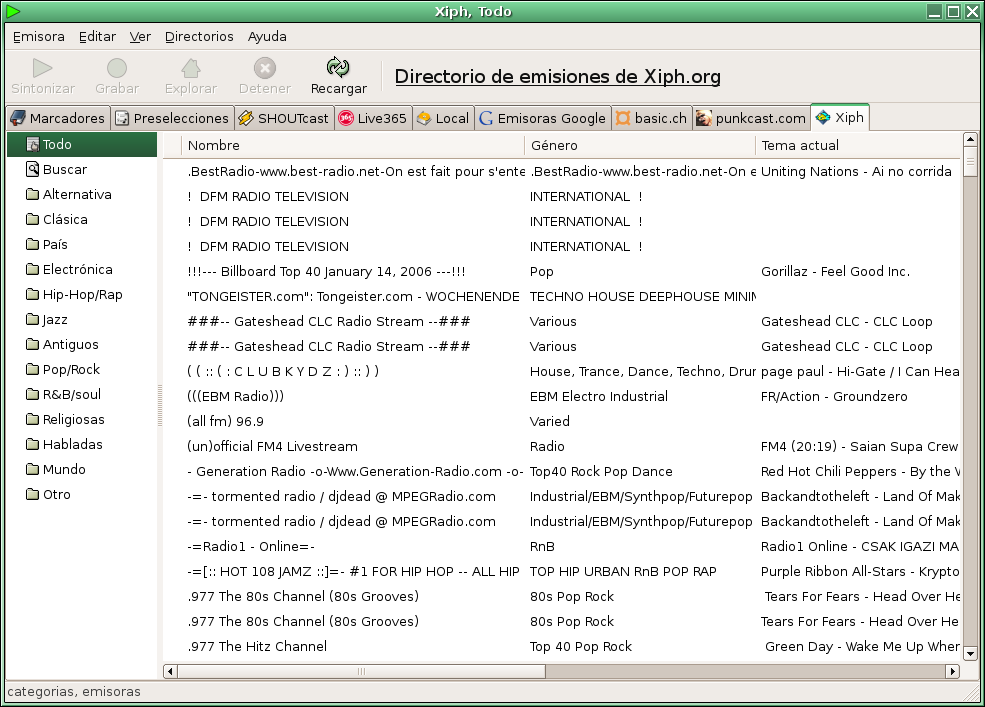 Xiph, Todo
Emisora Editar Ver Directorios Ayuda
Sintonizar Grabar Explorar Detener Recargar Directorio de emisiones de Xiph.org
Marcadores Preselecciones SHOUTcast Live365 Local Emisoras Google basic.ch punkcast.com Xiph
Todo
Buscar
Alternativa
Clásica
País
Electrónica
Hip-Hop/Rap
Jazz
Antiguos
Pop/Rock
R&B/soul
Religiosas
Habladas
Mundo
Otro
Nombre Género Tema actual
.BestRadio-www.best-radio.net-On est fait pour s'ente .BestRadio-www.best-radio.net-On e Uniting Nations - Ai no corrida
! DFM RADIO TELEVISION INTERNATIONAL !
! DFM RADIO TELEVISION INTERNATIONAL !
! DFM RADIO TELEVISION INTERNATIONAL !
!!!--- Billboard Top 40 January 14, 2006 ---!!! Pop Gorillaz - Feel Good Inc.
"TONGEISTER.com": Tongeister.com - WOCHENENDE TECHNO HOUSE DEEPHOUSE MINIM
###-- Gateshead CLC Radio Stream --### Various Gateshead CLC - CLC Loop
###-- Gateshead CLC Radio Stream --### Various Gateshead CLC - CLC Loop
( ( :: ( : C L U B K Y D Z : ) :: ) ) House, Trance, Dance, Techno, Drum page paul - Hi-Gate / I Can Hea
(((EBM Radio))) EBM Electro Industrial FR/Action - Groundzero
(all fm) 96.9 Varied
(un)official FM4 Livestream Radio FM4 (20:19) - Saian Supa Crew
- Generation Radio -o-Www.Generation-Radio.com -o- Top40 Rock Pop Dance Red Hot Chili Peppers - By the W
-=- tormented radio / djdead @ MPEGRadio.com Industrial/EBM/Synthpop/Futurepop Backandtotheleft - Land Of Mak
-=- tormented radio / djdead @ MPEGRadio.com Industrial/EBM/Synthpop/Futurepop Backandtotheleft - Land Of Mak
-=Radio1 - Online=- RnB Radio1 Online - CSAK IGAZI MA
-=[:: HOT 108 JAMZ ::]=- #1 FOR HIP HOP -- ALL HIP TOP HIP URBAN RnB POP RAP Purple Ribbon All-Stars - Krypto
.977 The 80s Channel (80s Grooves) 80s Pop Rock Tears For Fears - Head Over He
.977 The 80s Channel (80s Grooves) 80s Pop Rock Tears For Fears - Head Over He
.977 The Hitz Channel Top 40 Pop Rock Green Day - Wake Me Up Wher
categorias, emisoras